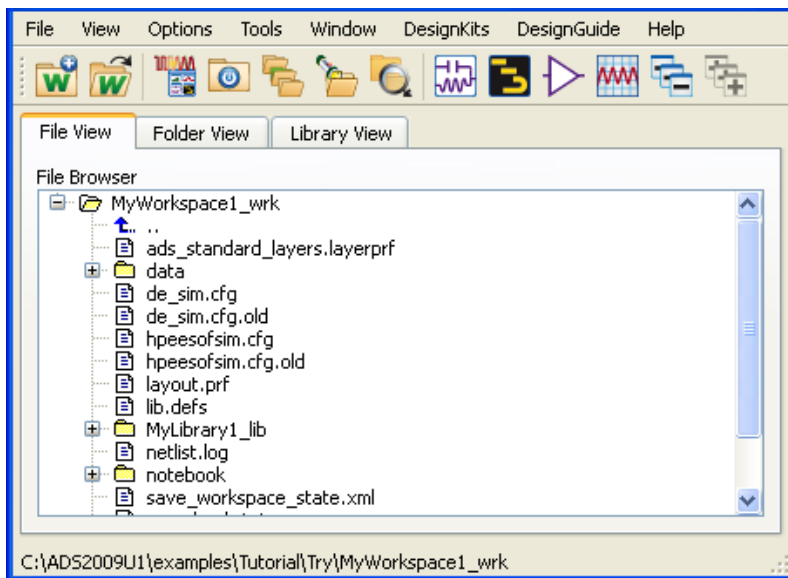 File View Options Tools Window DesignKits DesignGuide Help
File View Folder View Library View
File Browser
MyWorkspace1_wrk
..
ads_standard_layers.layerprf
data
de_sim.cfg
de_sim.cfg.old
hpeesofsim.cfg
hpeesofsim.cfg.old
layout.prf
lib.defs
MyLibrary1_lib
netlist.log
notebook
save_workspace_state.xml
C:\ADS2009U1\examples\Tutorial\Try\MyWorkspace1_wrk